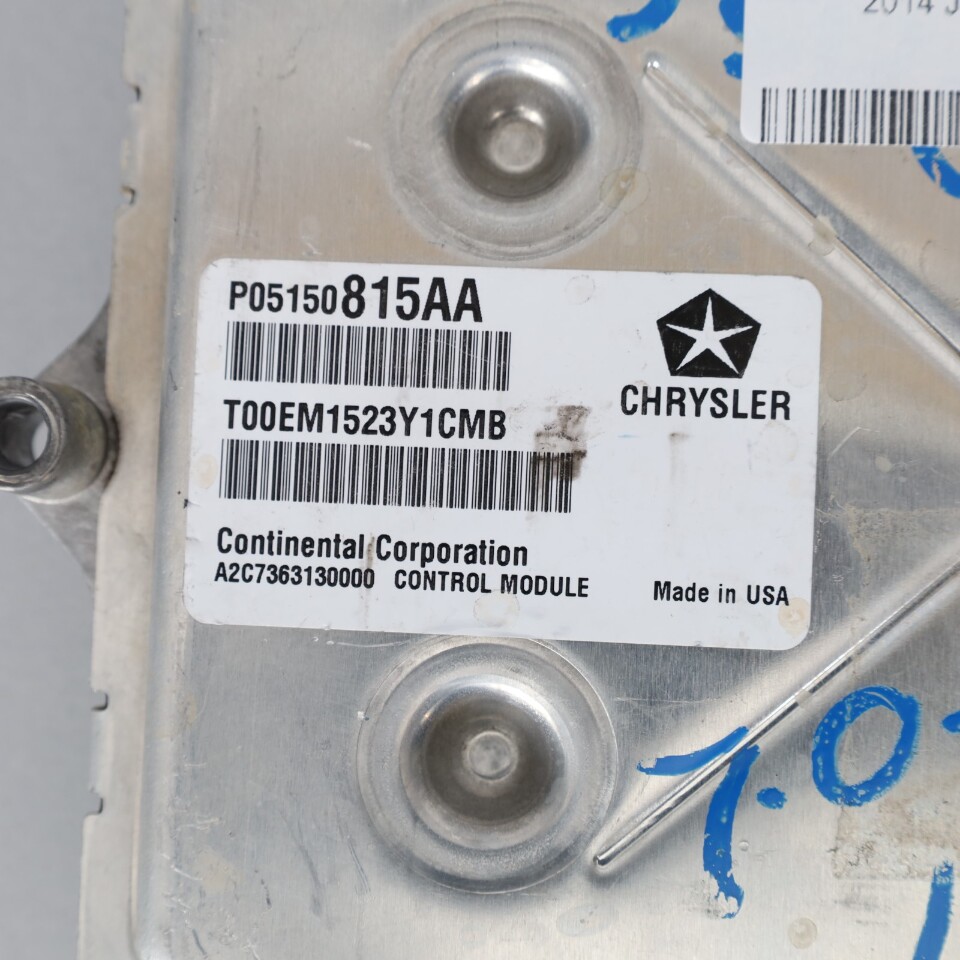 2014 J
P05150815AA
CHRYSLER
T00EM1523Y1CMB
Continental Corporation
A2C7363130000 CONTROL MODULE Made in USA